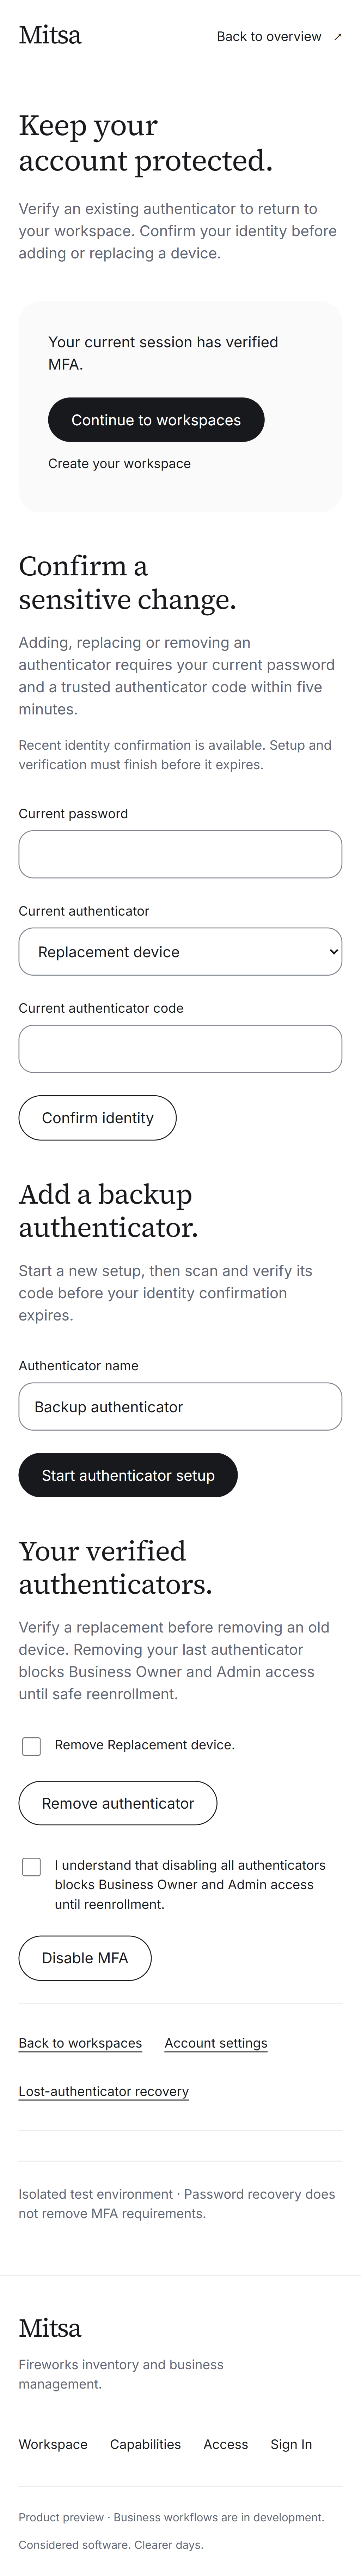 Mitsa
Back to overview ↗
Keep your
account protected.
Verify an existing authenticator to return to
your workspace. Confirm your identity before
adding or replacing a device.
Your current session has verified
MFA.
Continue to workspaces
Create your workspace
Confirm a
sensitive change.
Adding, replacing or removing an
authenticator requires your current password
and a trusted authenticator code within five
minutes.
Recent identity confirmation is available. Setup and
verification must finish before it expires.
Current password
Current authenticator
Replacement device
Current authenticator code
Confirm identity
Add a backup
authenticator.
Start a new setup, then scan and verify its
code before your identity confirmation
expires.
Authenticator name
Backup authenticator
Start authenticator setup
Your verified
authenticators.
Verify a replacement before removing an old
device. Removing your last authenticator
blocks Business Owner and Admin access
until safe reenrollment.
Remove Replacement device.
Remove authenticator
I understand that disabling all authenticators
blocks Business Owner and Admin access
until reenrollment.
Disable MFA
Back to workspaces Account settings
Lost-authenticator recovery
Isolated test environment · Password recovery does
not remove MFA requirements.
Mitsa
Fireworks inventory and business
management.
Workspace Capabilities Access Sign In
Product preview · Business workflows are in development.
Considered software. Clearer days.